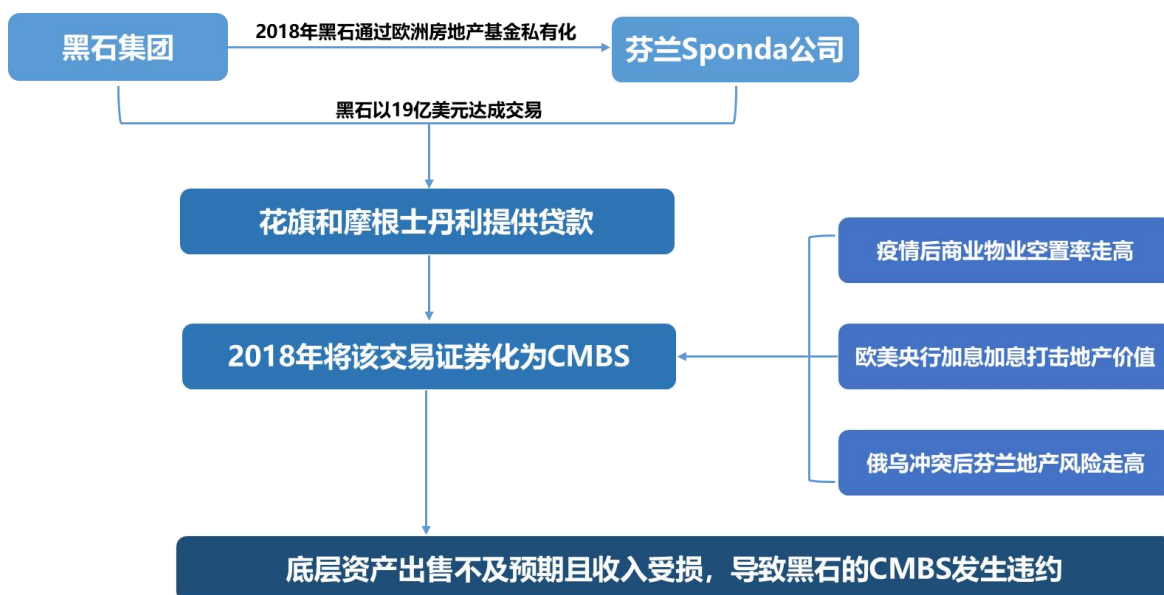 黑石集团
2018年黑石通过欧洲房地产基金私有化
芬兰Sponda公司
黑石以19亿美元达成交易
花旗和摩根士丹利提供贷款
疫情后商业物业空置率走高
2018年将该交易证券化为CMBS
欧美央行加息加息打击地产价值
俄乌冲突后芬兰地产风险走高
底层资产出售不及预期且收入受损，导致黑石的CMBS发生违约